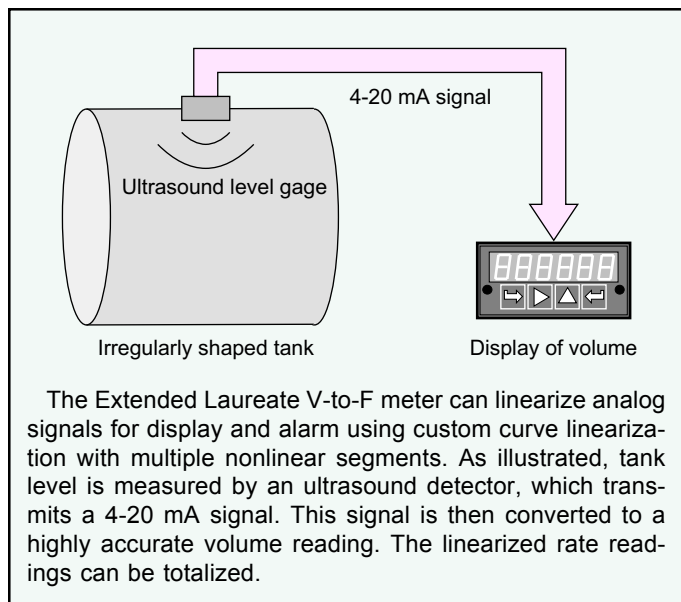 4-20 mA signal
Ultrasound level gage
888888
Irregularly shaped tank
Display of volume
The Extended Laureate V-to-F meter can linearize analog
signals for display and alarm using custom curve lineariza-
tion with multiple nonlinear segments. As illustrated, tank
level is measured by an ultrasound detector, which trans-
mits a 4-20 mA signal. This signal is then converted to a
highly accurate volume reading. The linearized rate read-
ings can be totalized.